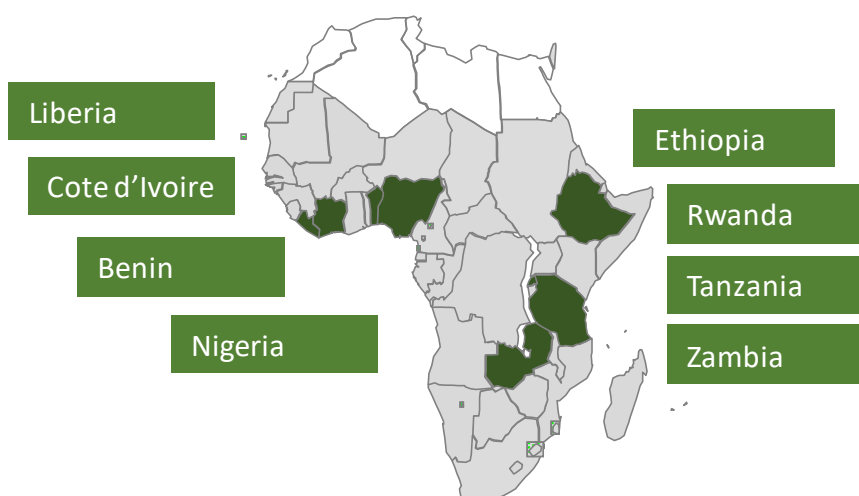 Liberia
Cote d’Ivoire
Benin
Nigeria
Ethiopia
Rwanda
Tanzania
Zambia